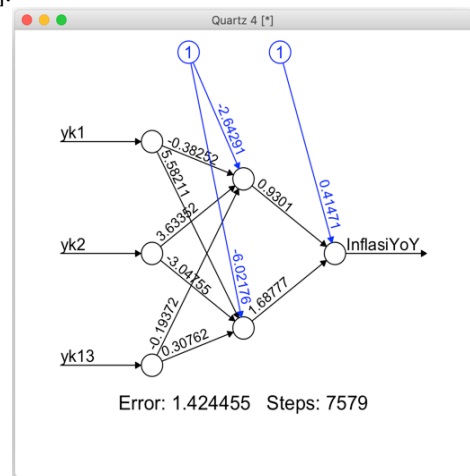 Quartz 4 [*]
1 1
-2.64291
yk1
-0.38252
5.58211
0.9301
0.41471
yk2
3.63352
-3.04755
-6.02176
InflasiYoY
1.68777
-0.19372
0.30762
yk13
Error: 1.424455 Steps: 7579